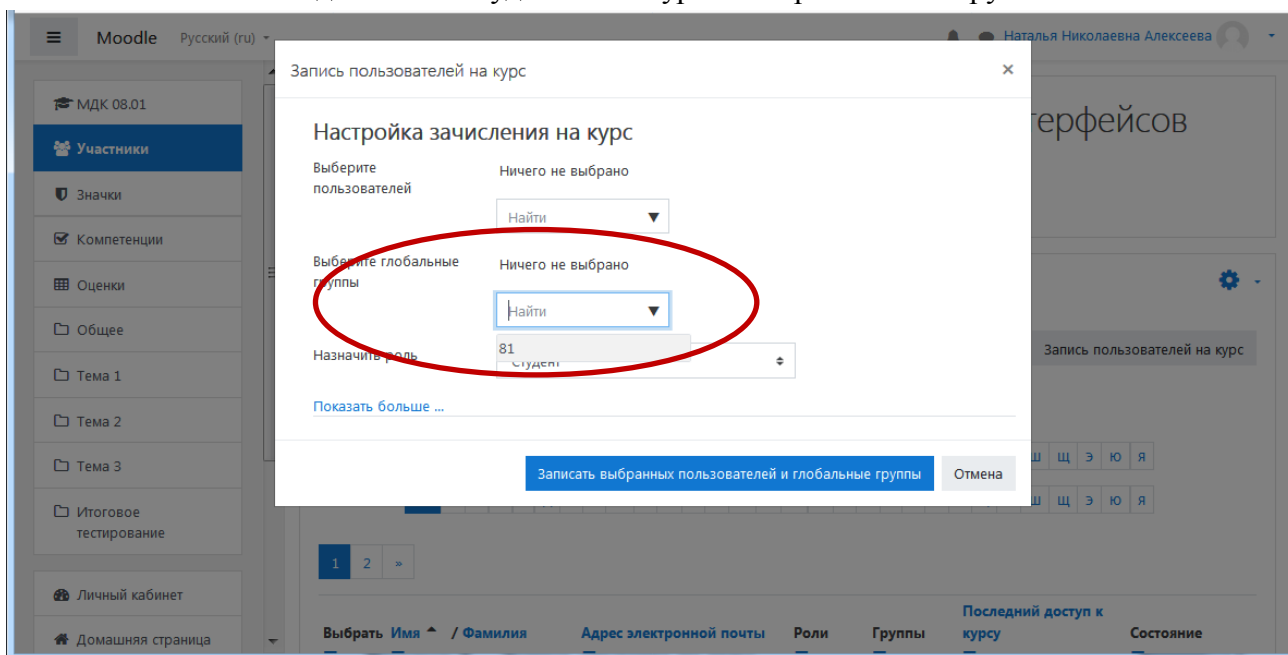 Moodle Русский (ru)
Наталья Николаевна Алексеева
Запись пользователей на курс ×
МДК 08.01
Участники
Значки
Компетенции
Оценки
Общее
Тема 1
Тема 2
Тема 3
Итоговое
тестирование
Личный кабинет
Домашняя страница
Настройка зачисления на курс
Выберите
пользователей
Ничего не выбрано
Найти ▼
Выберите глобальные
группы
Ничего не выбрано
Найти ▼
81
Назначить роль
Студент
Показать больше ...
Записать выбранных пользователей и глобальные группы
Отмена
терфейсов
Запись пользователей на курс
Ш Щ Э Ю Я
Ш Щ Э Ю Я
1 2 »
Выбрать Имя / Фамилия Адрес электронной почты Роли Группы Последний доступ к
курсу Состояние